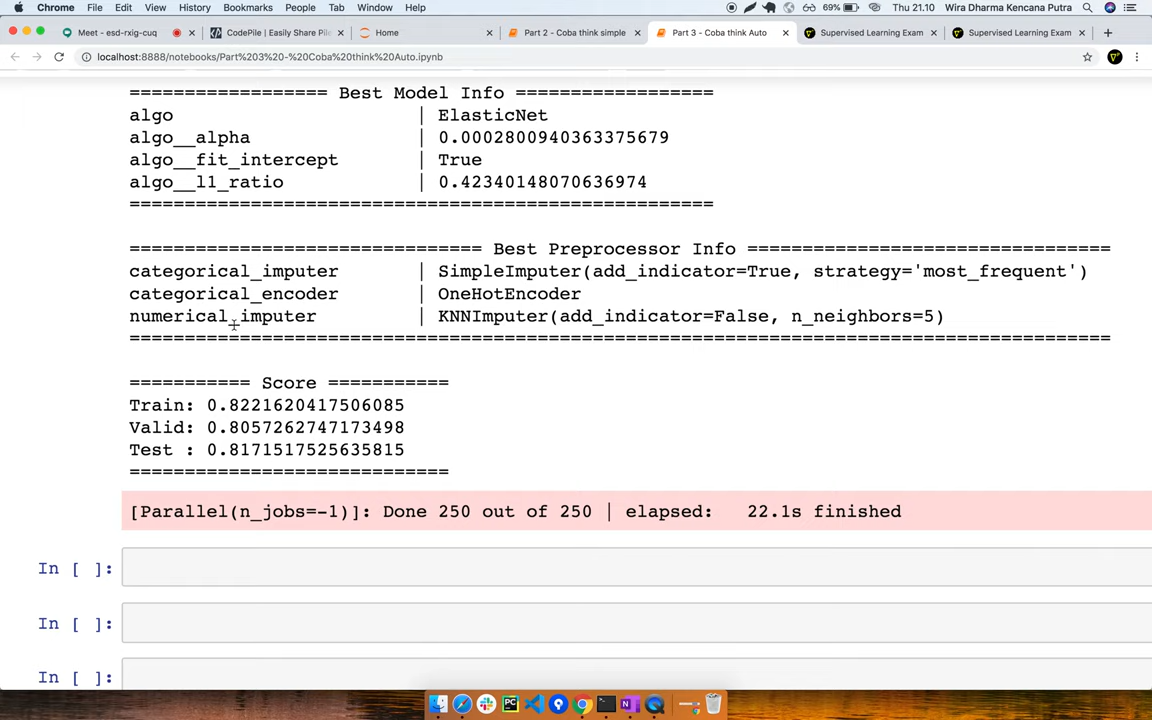 Chrome File Edit View History Bookmarks People Tab Window Help 69% Thu 21.10 Wira Dharma Kencana Putra
Meet - esd-rxig-cuq CodePile | Easily Share Pile Home Part 2 - Coba think simple Part 3 - Coba think Auto Supervised Learning Exam Supervised Learning Exam
localhost:8888/notebooks/Part%203%20-%20Coba%20think%20Auto.ipynb
================== Best Model Info ==================
algo | ElasticNet
algo__alpha | 0.0002800940363375679
algo__fit_intercept | True
algo__l1_ratio | 0.42340148070636974
=====================================================
================================ Best Preprocessor Info ==================================
categorical_imputer | SimpleImputer(add_indicator=True, strategy='most_frequent')
categorical_encoder | OneHotEncoder
numerical_imputer | KNNImputer(add_indicator=False, n_neighbors=5)
=========================================================================================
=========== Score ===========
Train: 0.8221620417506085
Valid: 0.8057262747173498
Test : 0.8171517525635815
=============================
[Parallel(n_jobs=-1)]: Done 250 out of 250 | elapsed: 22.1s finished
In [ ]:
In [ ]:
In [ ]: